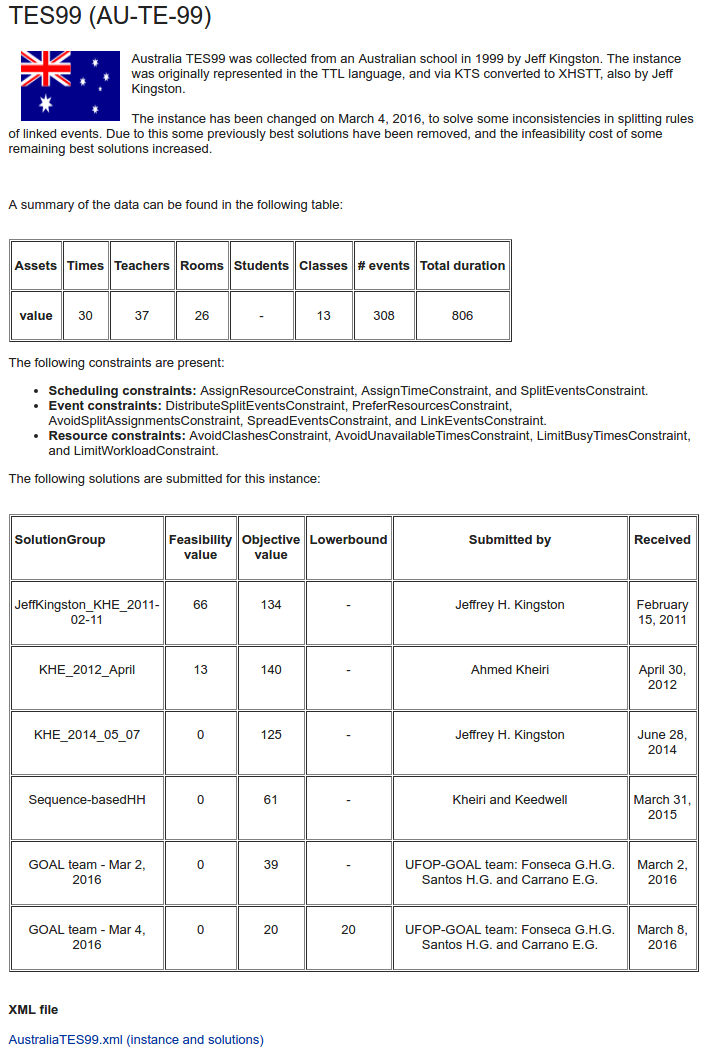 TES99 (AU-TE-99)
Australia TES99 was collected from an Australian school in 1999 by Jeff Kingston. The instance
was originally represented in the TTL language, and via KTS converted to XHSTT, also by Jeff
Kingston.
The instance has been changed on March 4, 2016, to solve some inconsistencies in splitting rules
of linked events. Due to this some previously best solutions have been removed, and the infeasibility cost of some
remaining best solutions increased.
A summary of the data can be found in the following table:
Assets Times Teachers Rooms Students Classes # events Total duration
value 30 37 26 - 13 308 806
The following constraints are present:
• Scheduling constraints: AssignResourceConstraint, AssignTimeConstraint, and SplitEventsConstraint.
• Event constraints: DistributeSplitEventsConstraint, PreferResourcesConstraint,
AvoidSplitAssignmentsConstraint, SpreadEventsConstraint, and LinkEventsConstraint.
• Resource constraints: AvoidClashesConstraint, AvoidUnavailableTimesConstraint, LimitBusyTimesConstraint,
and LimitWorkloadConstraint.
The following solutions are submitted for this instance:
SolutionGroup Feasibility Objective Lowerbound Submitted by Received
value value
JeffKingston_KHE_2011- 66 134 - Jeffrey H. Kingston February
02-11 15, 2011
KHE_2012_April 13 140 - Ahmed Kheiri April 30,
2012
KHE_2014_05_07 0 125 - Jeffrey H. Kingston June 28,
2014
Sequence-basedHH 0 61 - Kheiri and Keedwell March 31,
2015
GOAL team - Mar 2, 0 39 - UFOP-GOAL team: Fonseca G.H.G. March 2,
2016 Santos H.G. and Carrano E.G. 2016
GOAL team - Mar 4, 0 20 20 UFOP-GOAL team: Fonseca G.H.G. March 8,
2016 Santos H.G. and Carrano E.G. 2016
XML file
AustraliaTES99.xml (instance and solutions)